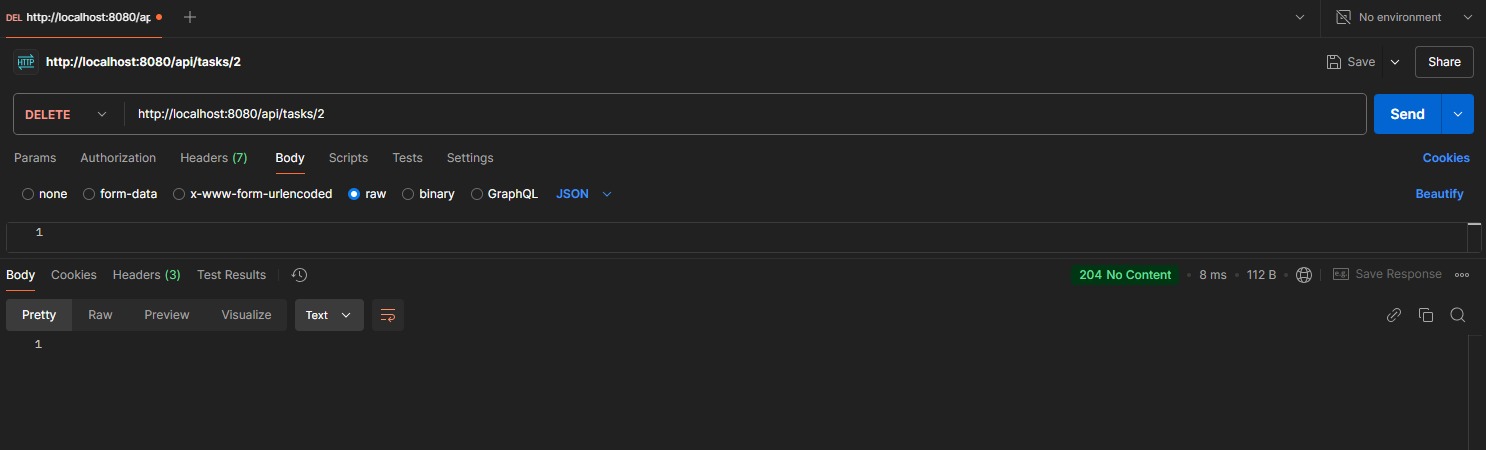 DEL http://localhost:8080/ap
No environment
HTTP http://localhost:8080/api/tasks/2 Save Share
DELETE http://localhost:8080/api/tasks/2 Send
Params Authorization Headers (7) Body Scripts Tests Settings Cookies
none form-data x-www-form-urlencoded raw binary GraphQL JSON Beautify
1
Body Cookies Headers (3) Test Results 204 No Content 8 ms 112 B e.g. Save Response
Pretty Raw Preview Visualize Text
1